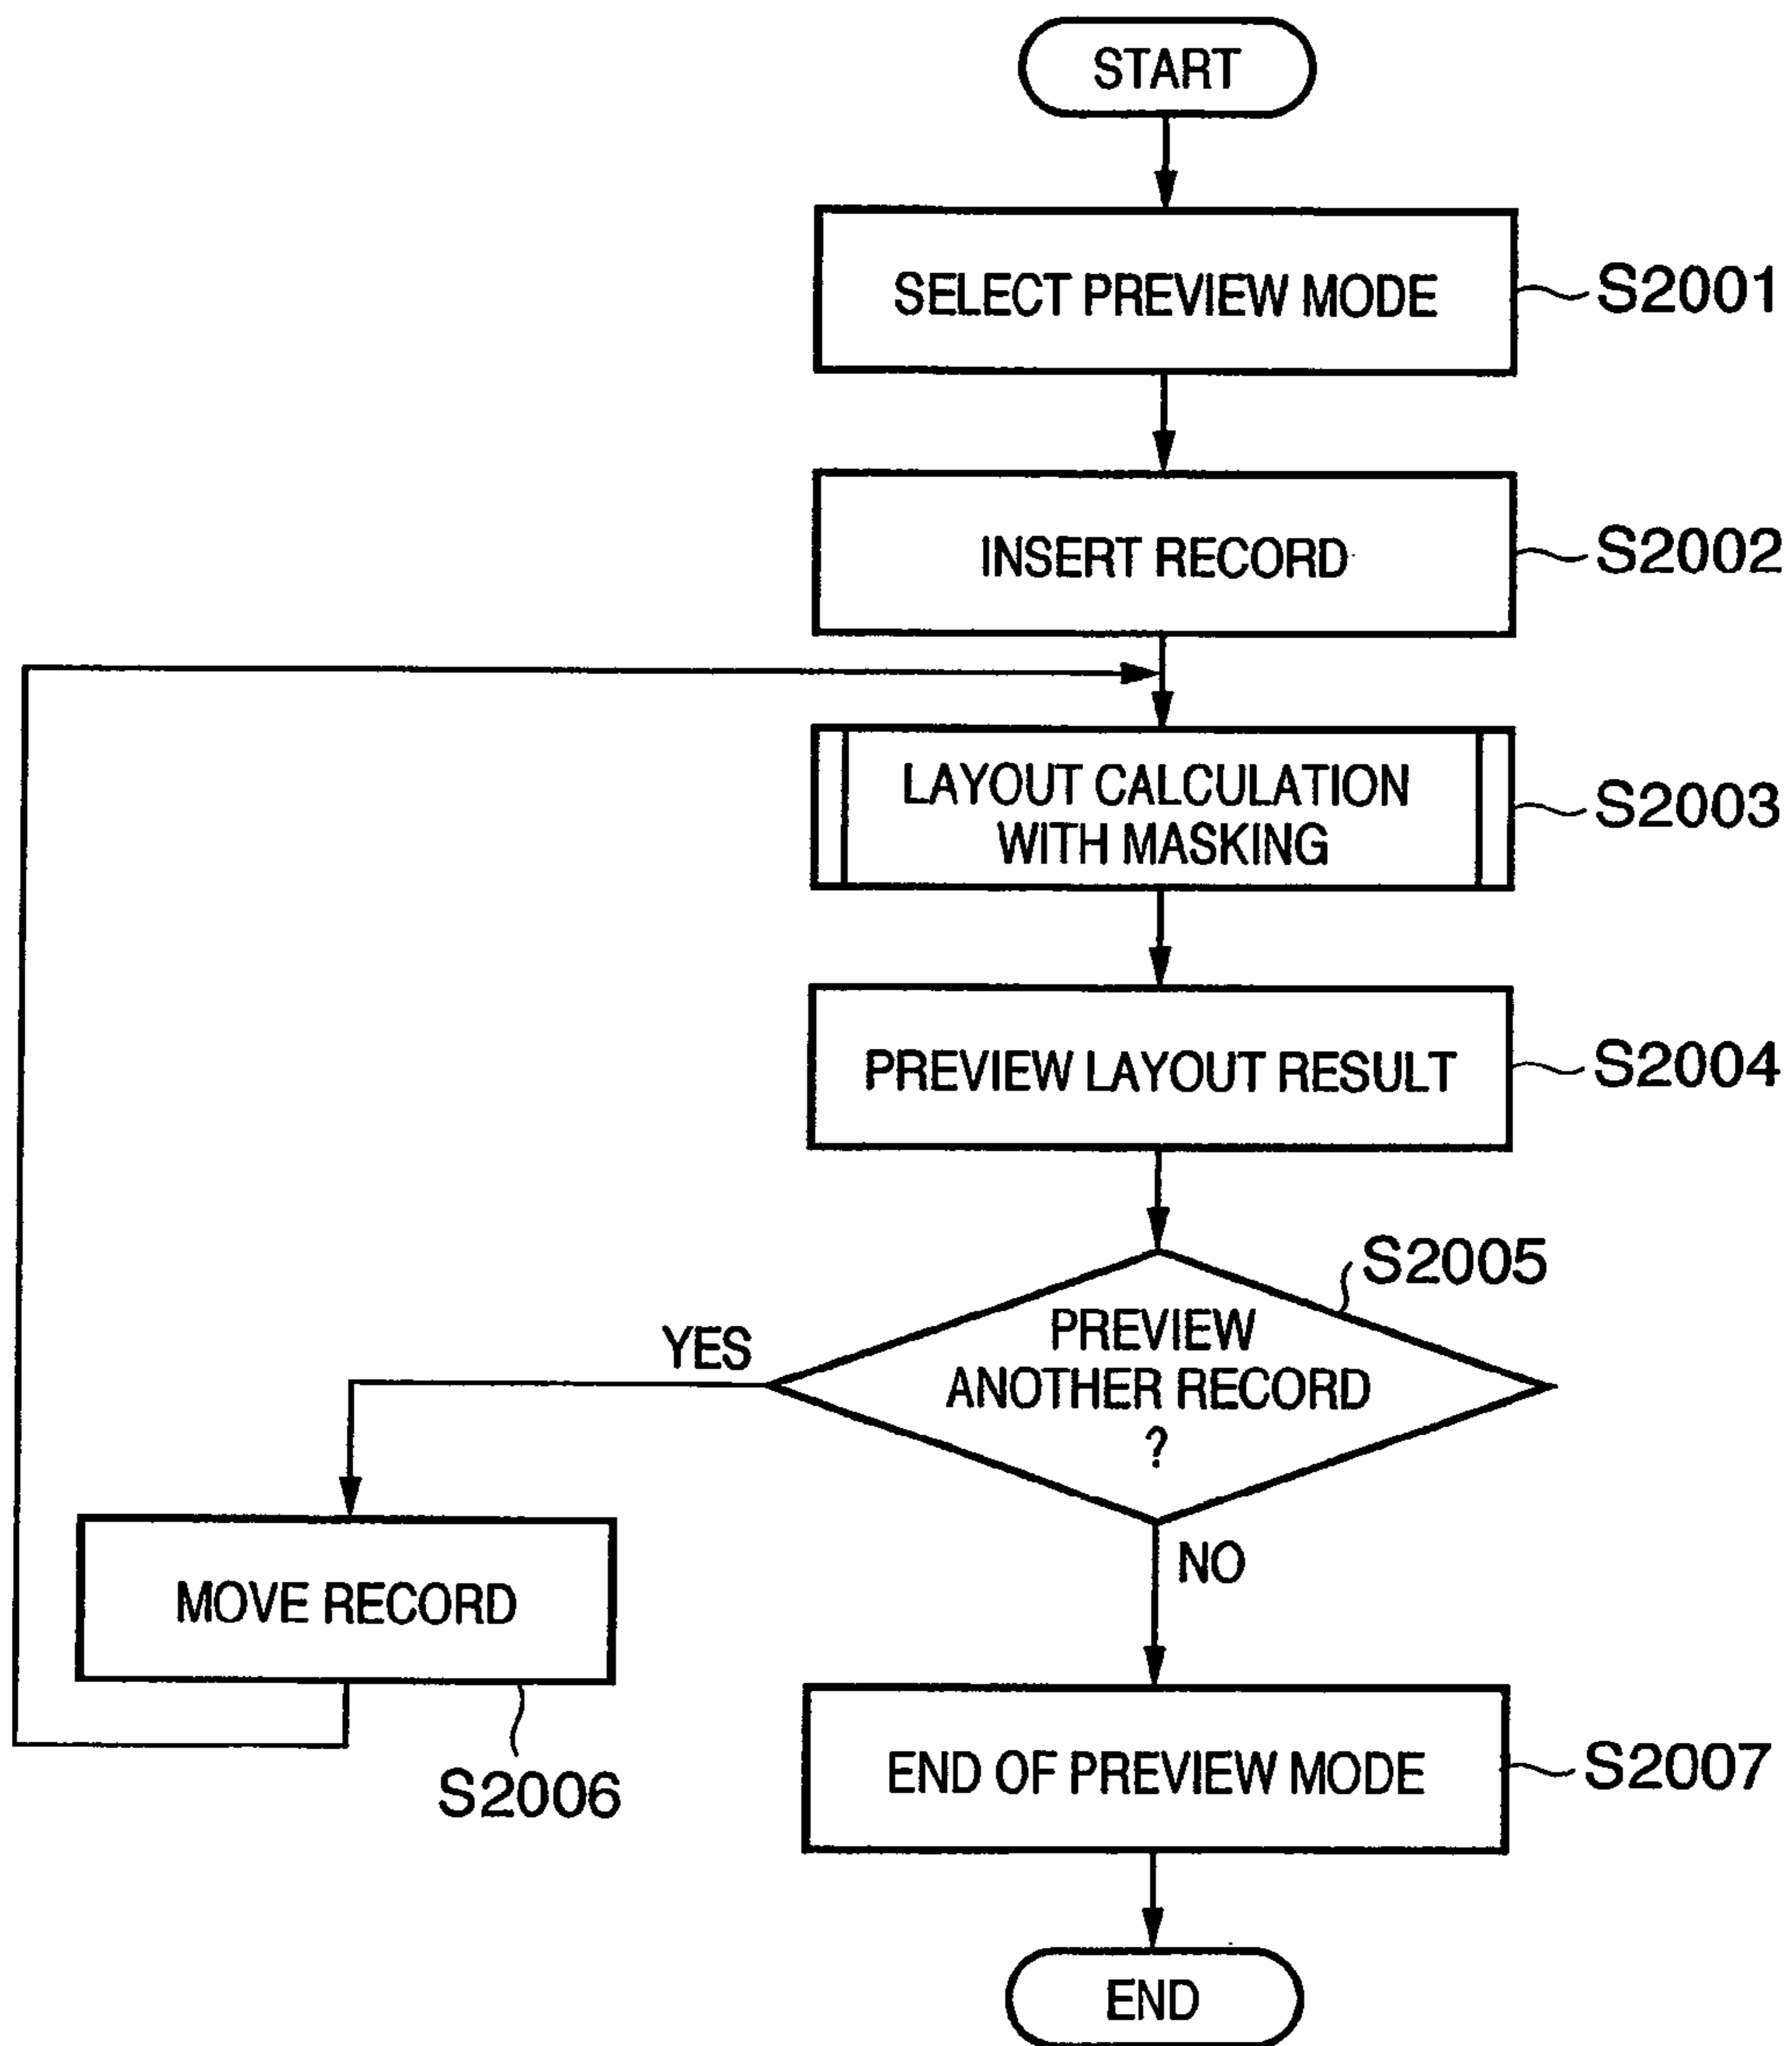 START
SELECT PREVIEW MODE
S2001
INSERT RECORD
S2002
LAYOUT CALCULATION
WITH MASKING
S2003
PREVIEW LAYOUT RESULT
S2004
S2005
PREVIEW
ANOTHER RECORD
?
YES
NO
MOVE RECORD
S2006
END OF PREVIEW MODE
S2007
END